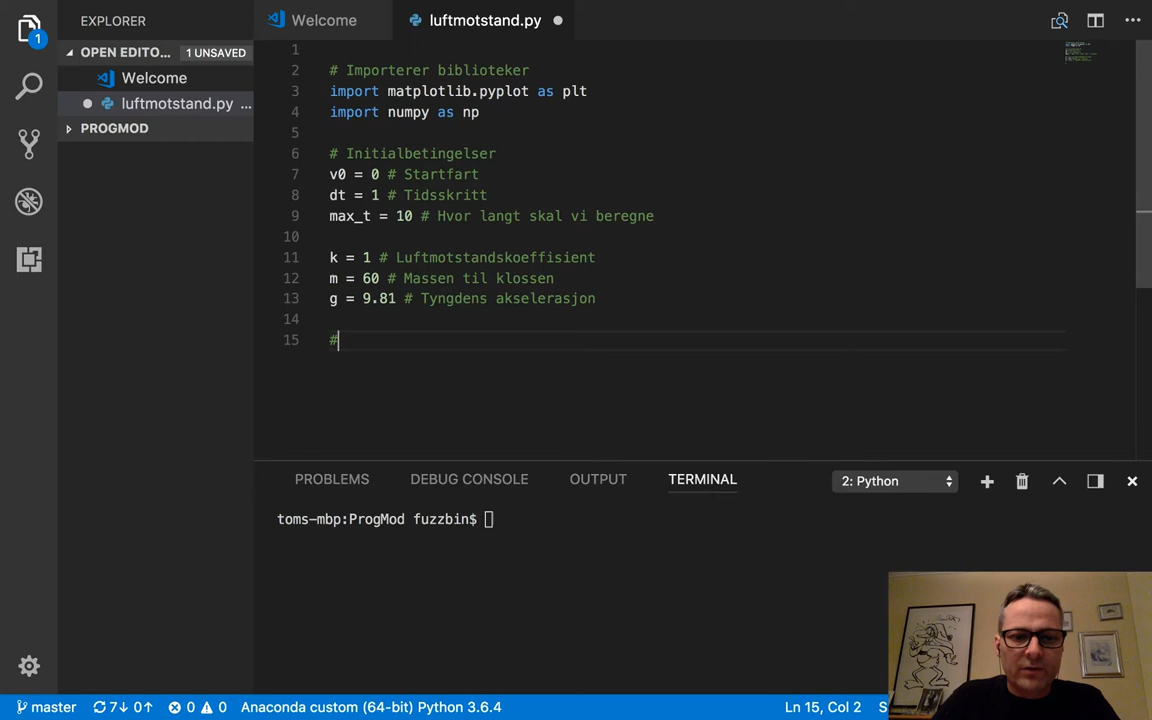 EXPLORER
Welcome
luftmotstand.py
1
OPEN EDITO... 1 UNSAVED
Welcome
luftmotstand.py ...
PROGMOD
1
2 # Importerer biblioteker
3 import matplotlib.pyplot as plt
4 import numpy as np
5
6 # Initialbetingelser
7 v0 = 0 # Startfart
8 dt = 1 # Tidsskritt
9 max_t = 10 # Hvor langt skal vi beregne
10
11 k = 1 # Luftmotstandskoeffisient
12 m = 60 # Massen til klossen
13 g = 9.81 # Tyngdens akselerasjon
14
15 #
PROBLEMS DEBUG CONSOLE OUTPUT TERMINAL 2: Python
toms-mbp:ProgMod fuzzbin$
master 7↓ 0↑ 0 0 Anaconda custom (64-bit) Python 3.6.4 Ln 15, Col 2 S